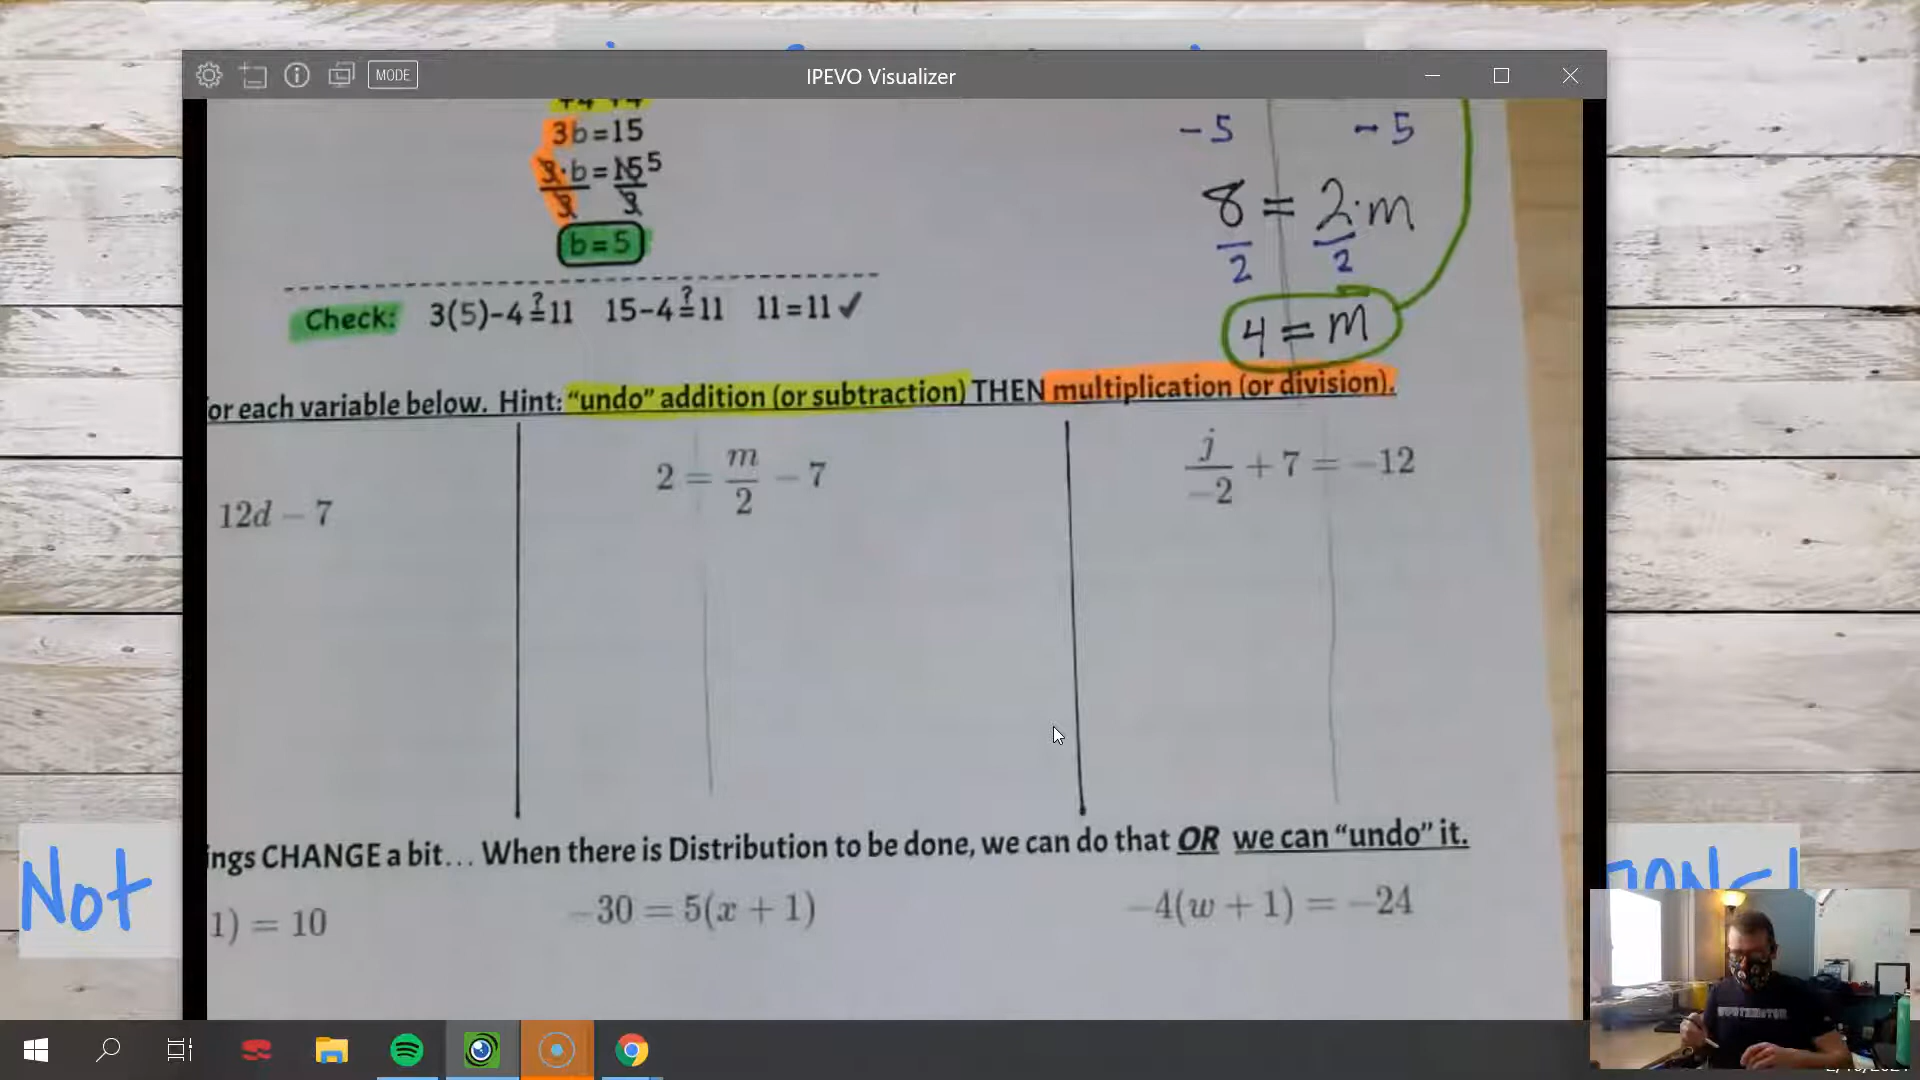 IPEVO Visualizer
MODE
+4 +4
3b=15
3·b=15 5
3 3
b=5
Check: 3(5)-4≟11 15-4≟11 11=11✓
-5 -5
8 = 2·m
2 2
4 = m
or each variable below. Hint: "undo" addition (or subtraction) THEN multiplication (or division).
12d – 7
2 = m/2 – 7
j/-2 + 7 = -12
ings CHANGE a bit... When there is Distribution to be done, we can do that OR we can "undo" it.
1) = 10
-30 = 5(x + 1)
-4(w + 1) = -24
Not